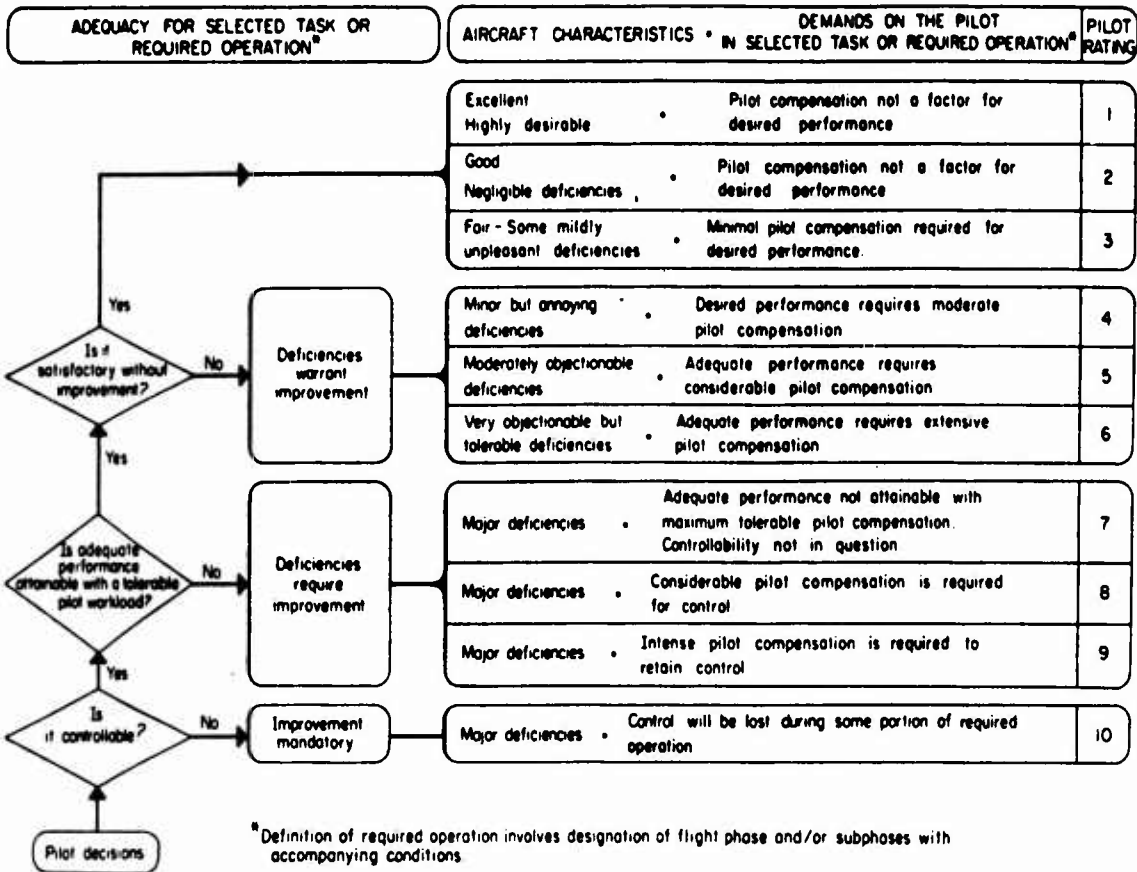 ADEQUACY FOR SELECTED TASK OR
REQUIRED OPERATION*
AIRCRAFT CHARACTERISTICS •
DEMANDS ON THE PILOT
IN SELECTED TASK OR REQUIRED OPERATION*
PILOT
RATING
Excellent
Highly desirable
•
Pilot compensation not a factor for
desired performance
1
Good
Negligible deficiencies
•
Pilot compensation not a factor for
desired performance
2
Fair - Some mildly
unpleasant deficiencies
•
Minimal pilot compensation required for
desired performance.
3
Yes
Is it
satisfactory without
improvement?
No
Deficiencies
warrant
improvement
Minor but annoying
deficiencies
•
Desired performance requires moderate
pilot compensation
4
Moderately objectionable
deficiencies
•
Adequate performance requires
considerable pilot compensation
5
Very objectionable but
tolerable deficiencies
•
Adequate performance requires extensive
pilot compensation
6
Yes
Is adequate
performance
attainable with a tolerable
pilot workload?
No
Deficiencies
require
improvement
Major deficiencies
•
Adequate performance not attainable with
maximum tolerable pilot compensation.
Controllability not in question
7
Major deficiencies
•
Considerable pilot compensation is required
for control
8
Major deficiencies
•
Intense pilot compensation is required to
retain control
9
Yes
Is
it controllable?
No
Improvement
mandatory
Major deficiencies
•
Control will be lost during some portion of required
operation
10
Pilot decisions
*Definition of required operation involves designation of flight phase and/or subphases with
accompanying conditions